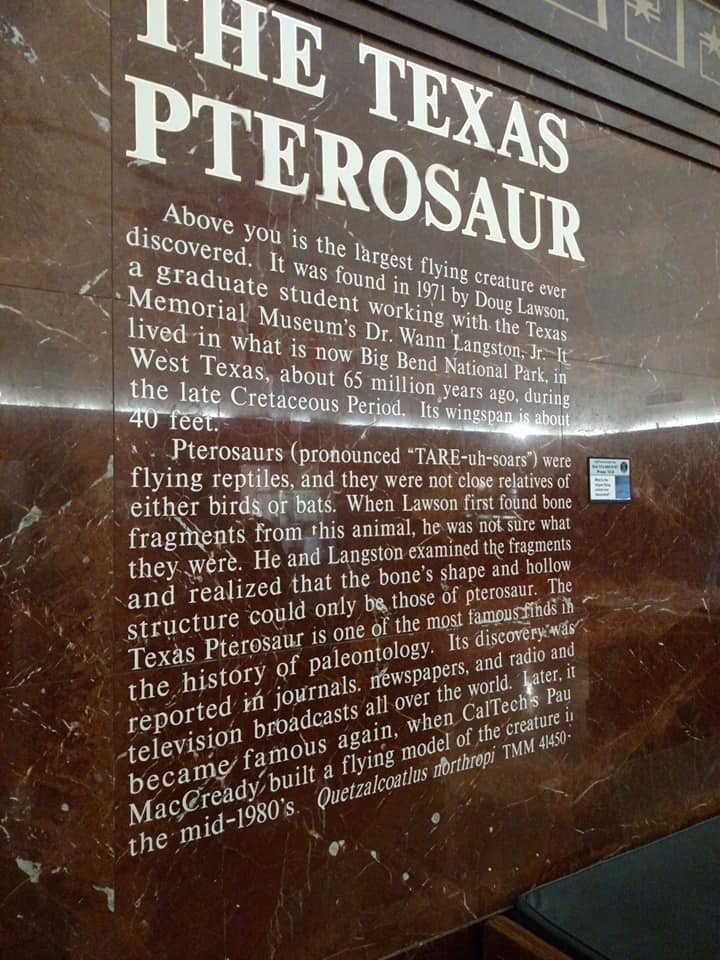 THE TEXAS
PTEROSAUR
Above you is the largest flying creature ever
discovered. It was found in 1971 by Doug Lawson,
a graduate student working with the Texas
Memorial Museum's Dr. Wann Langston, Jr. It
lived in what is now Big Bend National Park, in
West Texas, about 65 million years ago, during
the late Cretaceous Period. Its wingspan is about
40 feet.
Pterosaurs (pronounced "TARE-uh-soars") were
flying reptiles, and they were not close relatives of
either birds or bats. When Lawson first found bone
fragments from this animal, he was not sure what
they were. He and Langston examined the fragments
and realized that the bone's shape and hollow
structure could only be those of pterosaur. The
Texas Pterosaur is one of the most famous finds in
the history of paleontology. Its discovery was
reported in journals. newspapers, and radio and
television broadcasts all over the world. Later, it
became famous again, when CalTech's Pau
MacCready built a flying model of the creature i
the mid-1980's. Quetzalcoatlus northropi TMM 41450-